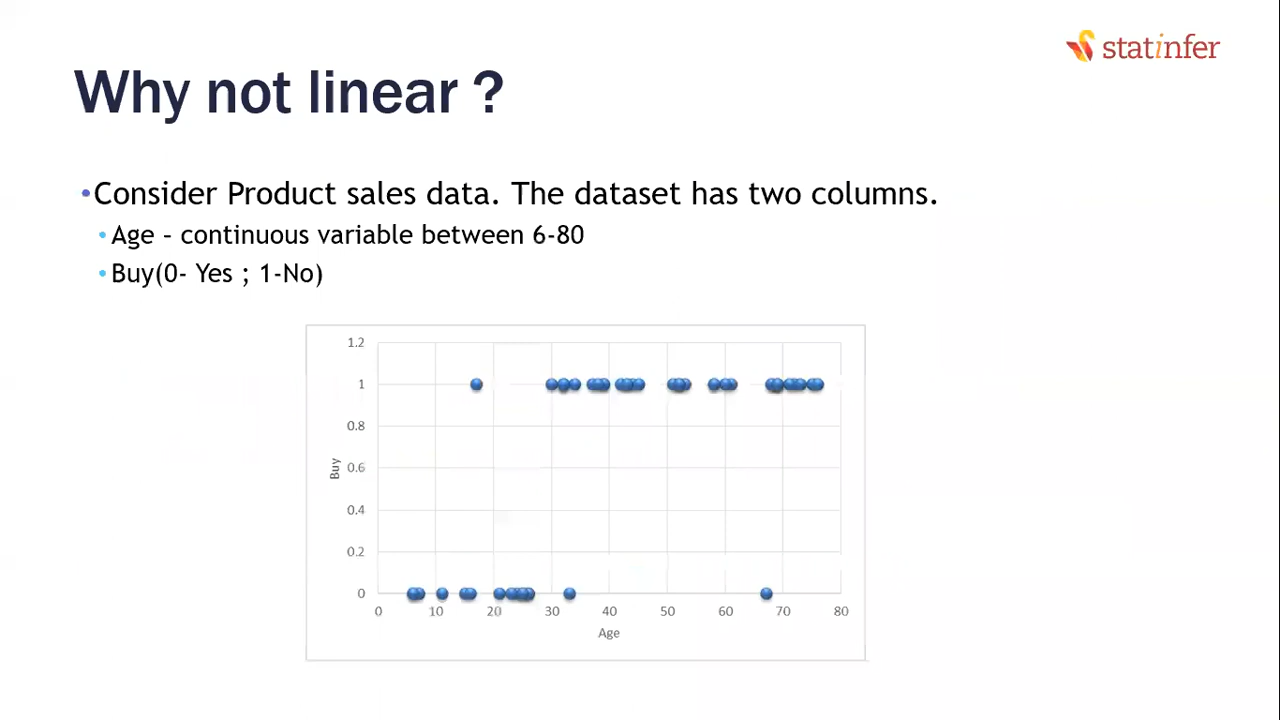 statinfer
Why not linear ?
•Consider Product sales data. The dataset has two columns.
• Age – continuous variable between 6-80
• Buy(0- Yes ; 1-No)
1.2
1
0.8
0.6
0.4
0.2
0
Buy
0 10 20 30 40 50 60 70 80
Age